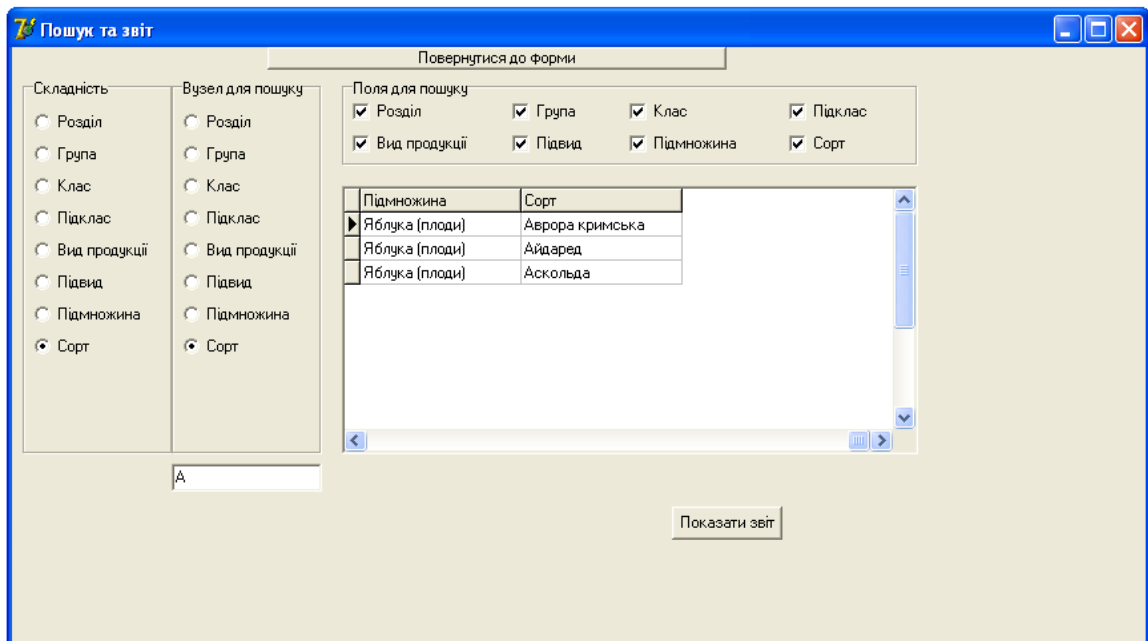 Пошук та звіт
Повернутися до форми
Складність
Розділ
Група
Клас
Підклас
Вид продукції
Підвид
Підмножина
Сорт
Вузел для пошуку
Розділ
Група
Клас
Підклас
Вид продукції
Підвид
Підмножина
Сорт
А
Поля для пошуку
Розділ Група Клас Підклас
Вид продукції Підвид Підмножина Сорт
Підмножина Сорт
Яблука (плоди) Аврора кримська
Яблука (плоди) Айдаред
Яблука (плоди) Аскольда
Показати звіт